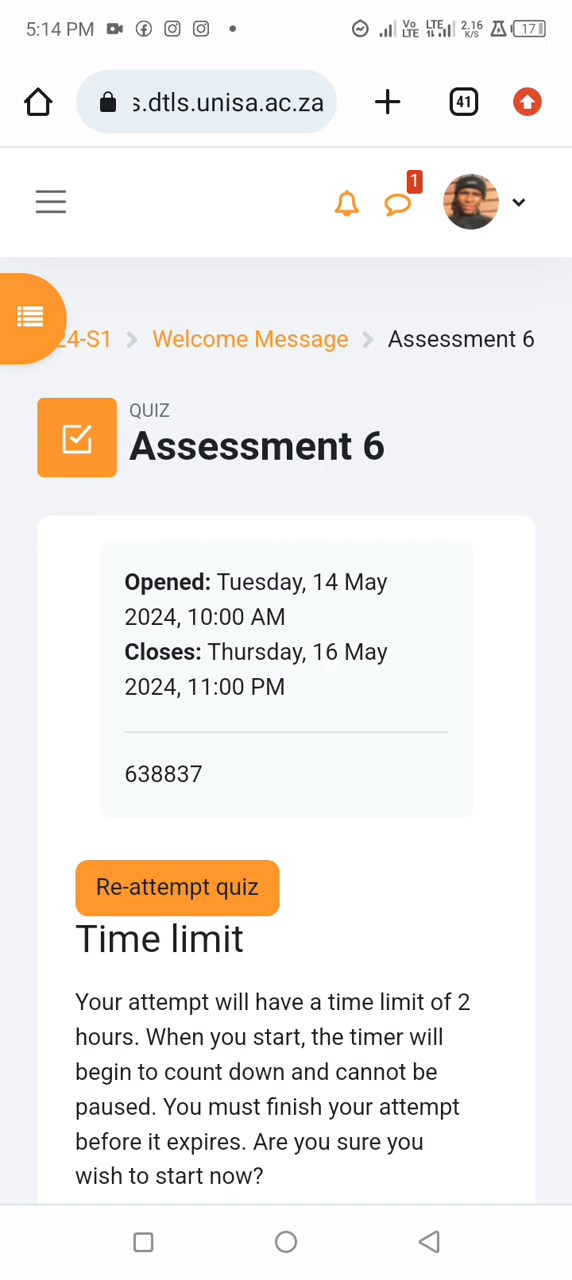 5:14 PM Vo LTE LTE 2.16 K/S 17
s.dtls.unisa.ac.za 41
1
24-S1 Welcome Message Assessment 6
QUIZ
Assessment 6
Opened: Tuesday, 14 May
2024, 10:00 AM
Closes: Thursday, 16 May
2024, 11:00 PM
638837
Re-attempt quiz
Time limit
Your attempt will have a time limit of 2
hours. When you start, the timer will
begin to count down and cannot be
paused. You must finish your attempt
before it expires. Are you sure you
wish to start now?